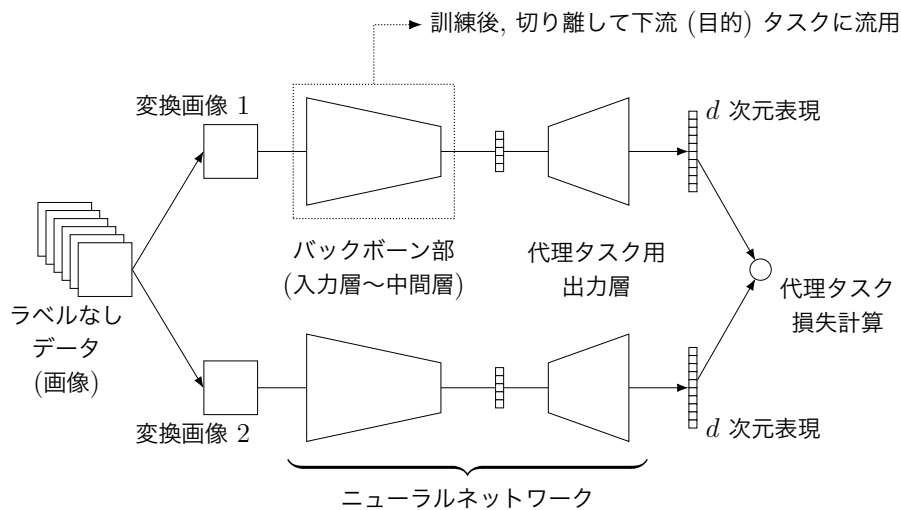 訓練後, 切り離して下流 (目的) タスクに流用
変換画像 1
d 次元表現
バックボーン部
(入力層〜中間層)
代理タスク用
出力層
ラベルなし
データ
(画像)
代理タスク
損失計算
変換画像 2
d 次元表現
ニューラルネットワーク